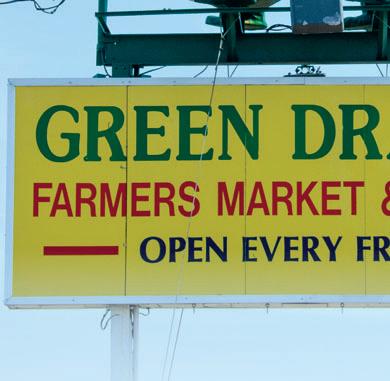 GREEN DR
FARMERS MARKET &
OPEN EVERY FR